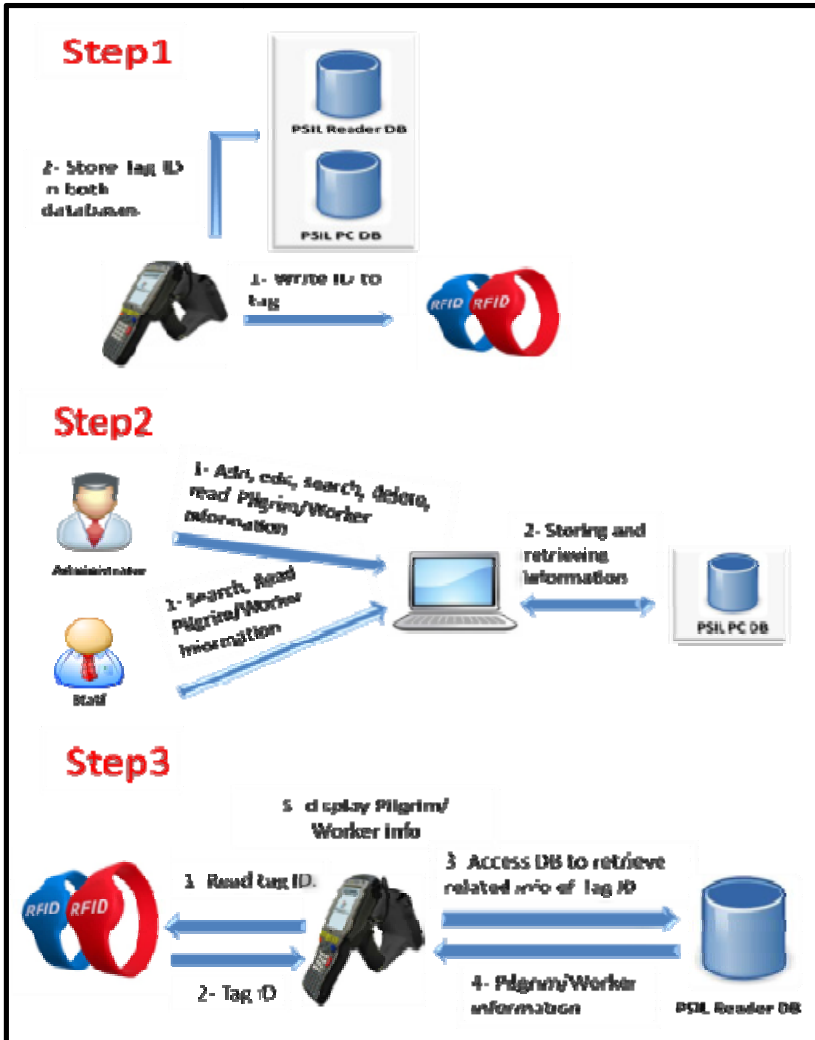 Step1
PSIL Reader DB
2- Store Tag ID
in both
databases
PSIL PC DB
1- Write ID to
tag
RFID
RFID
Step2
1- Add, edit, search, delete,
read Pilgrim/Worker
Information
Administrator
2- Storing and
retrieving
information
1- Search, Read
Pilgrim/Worker
Information
PSIL PC DB
Staff
Step3
5 display Pilgrim/
Worker info
1 Read tag ID.
3 Access DB to retrieve
related info of Tag ID
RFID
RFID
2- Tag ID
4- Pilgrim/Worker
information
PSIL Reader DB